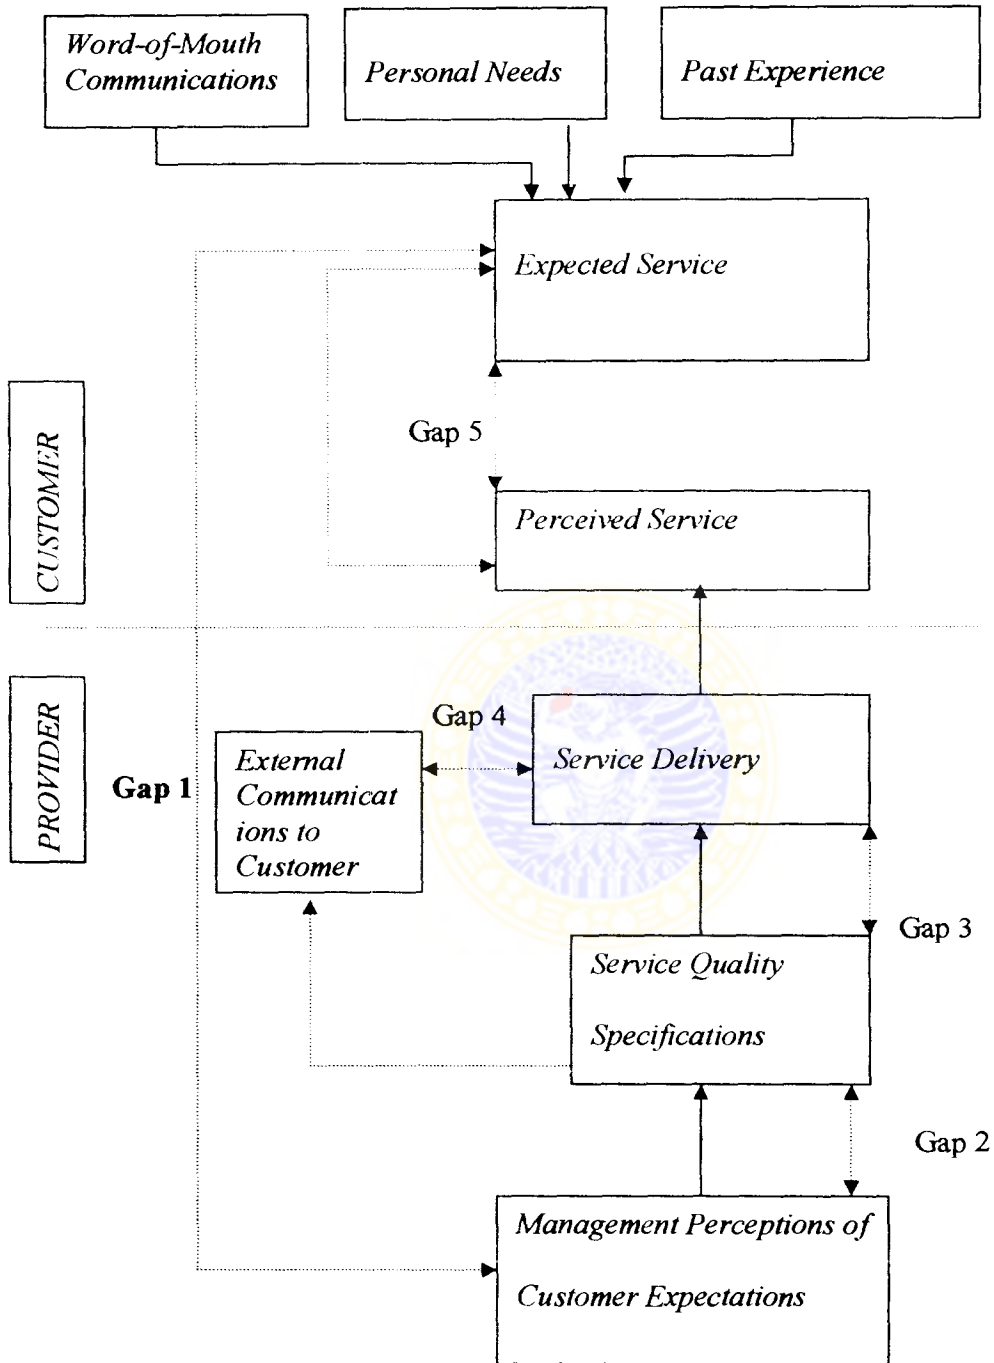 Word-of-Mouth
Communications
Personal Needs
Past Experience
Expected Service
Gap 5
CUSTOMER
Perceived Service
Gap 4
PROVIDER
Gap 1
External
Communicat
ions to
Customer
Service Delivery
Gap 3
Service Quality
Specifications
Gap 2
Management Perceptions of
Customer Expectations